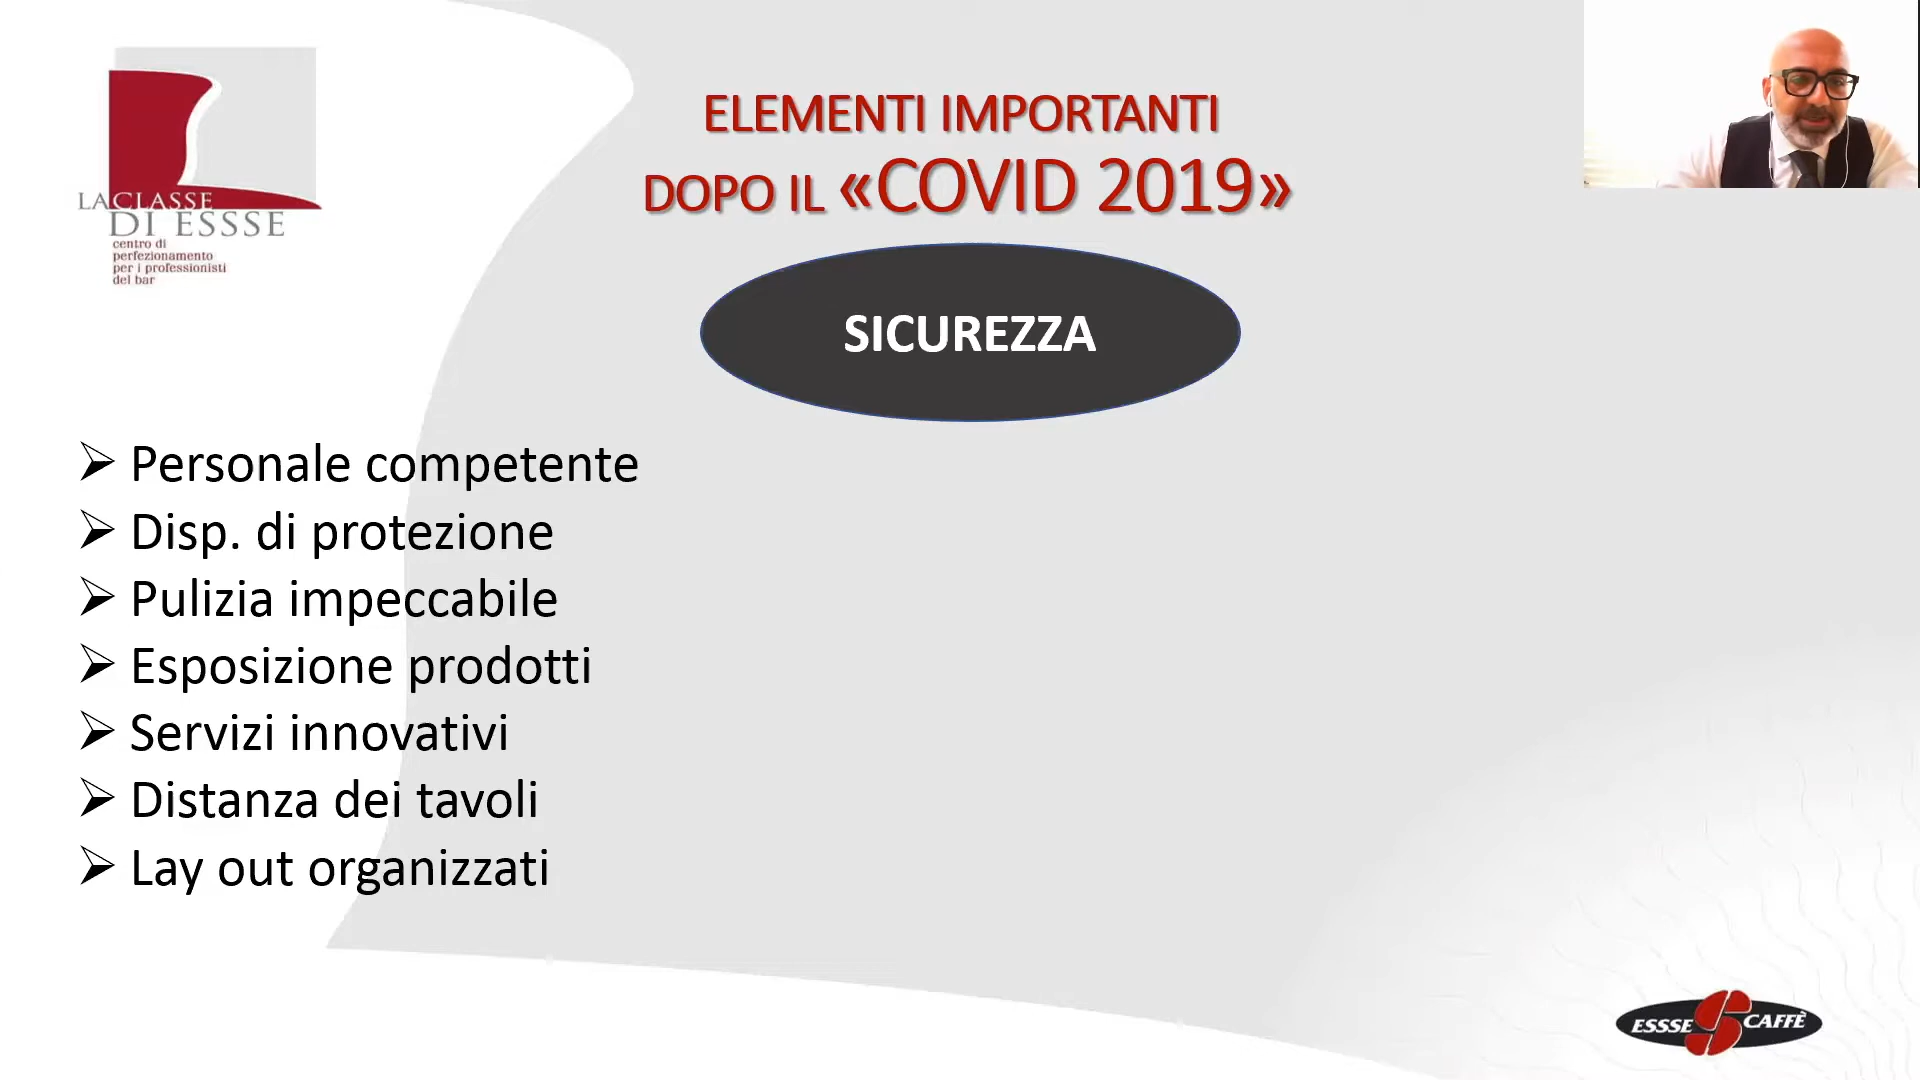 LA CLASSE
DI ESSSE
centro di
perfezionamento
per i professionisti
del bar
ELEMENTI IMPORTANTI
DOPO IL «COVID 2019»
SICUREZZA
Personale competente
Disp. di protezione
Pulizia impeccabile
Esposizione prodotti
Servizi innovativi
Distanza dei tavoli
Lay out organizzati
ESSSE CAFFÈ